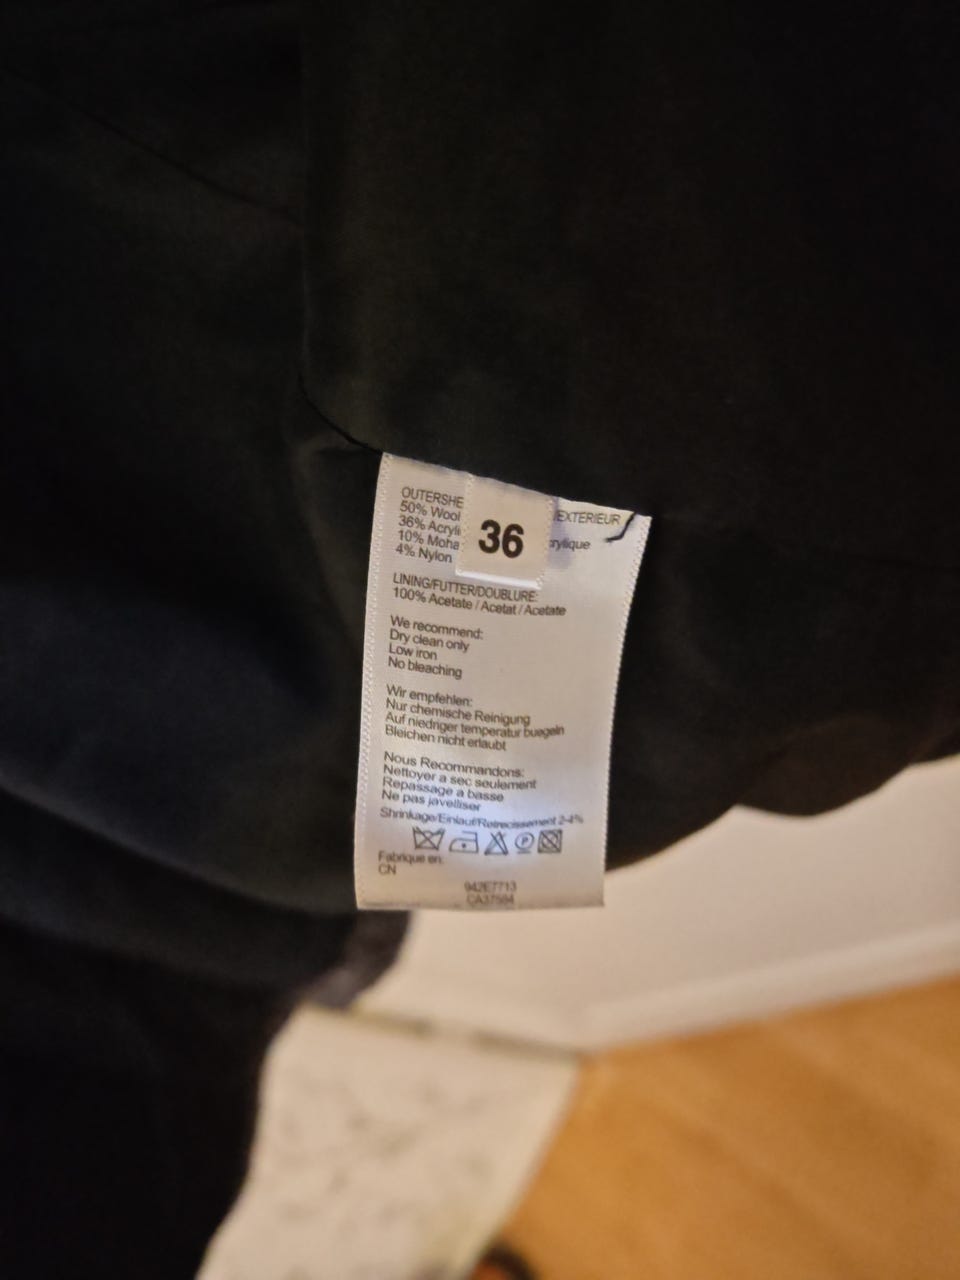 OUTERSHE
/EXTERIEUR
50% Wool
36% Acryli
rylique
10% Moha
4% Nylon
36
LINING/FUTTER/DOUBLURE:
100% Acetate / Acetat / Acetate
We recommend:
Dry clean only
Low iron
No bleaching
Wir empfehlen:
Nur chemische Reinigung
Auf niedriger temperatur buegeln
Bleichen nicht erlaubt
Nous Recommandons:
Nettoyer a sec seulement
Repassage a basse
Ne pas javelliser
Shrinkage/Einlauf/Retrecissement 2-4%
P
Fabrique en:
CN
942E7713
CA37594